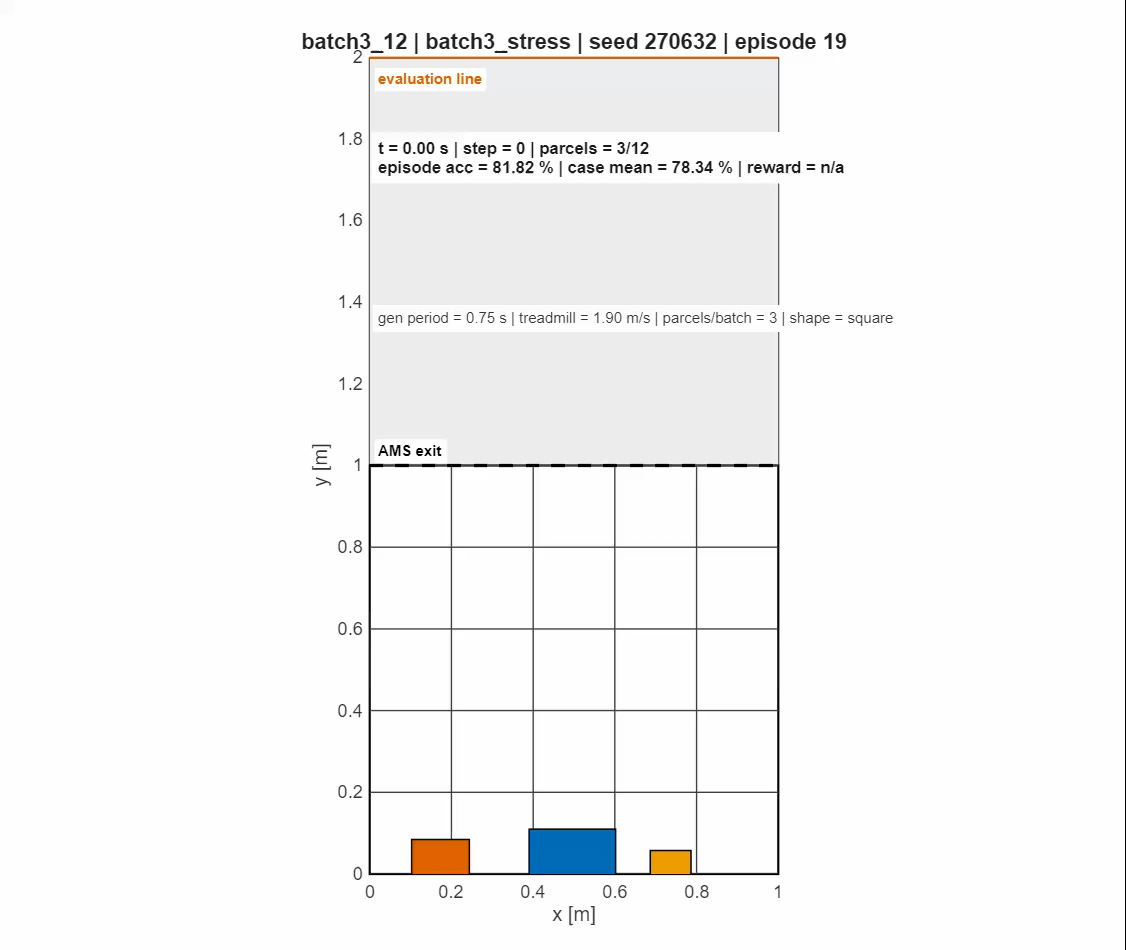 batch3_12 | batch3_stress | seed 270632 | episode 19
2
evaluation line
1.8
t = 0.00 s | step = 0 | parcels = 3/12
episode acc = 81.82 % | case mean = 78.34 % | reward = n/a
1.6
1.4
gen period = 0.75 s | treadmill = 1.90 m/s | parcels/batch = 3 | shape = square
1.2
AMS exit
y [m]
1
0.8
0.6
0.4
0.2
0
0 0.2 0.4 0.6 0.8 1
x [m]